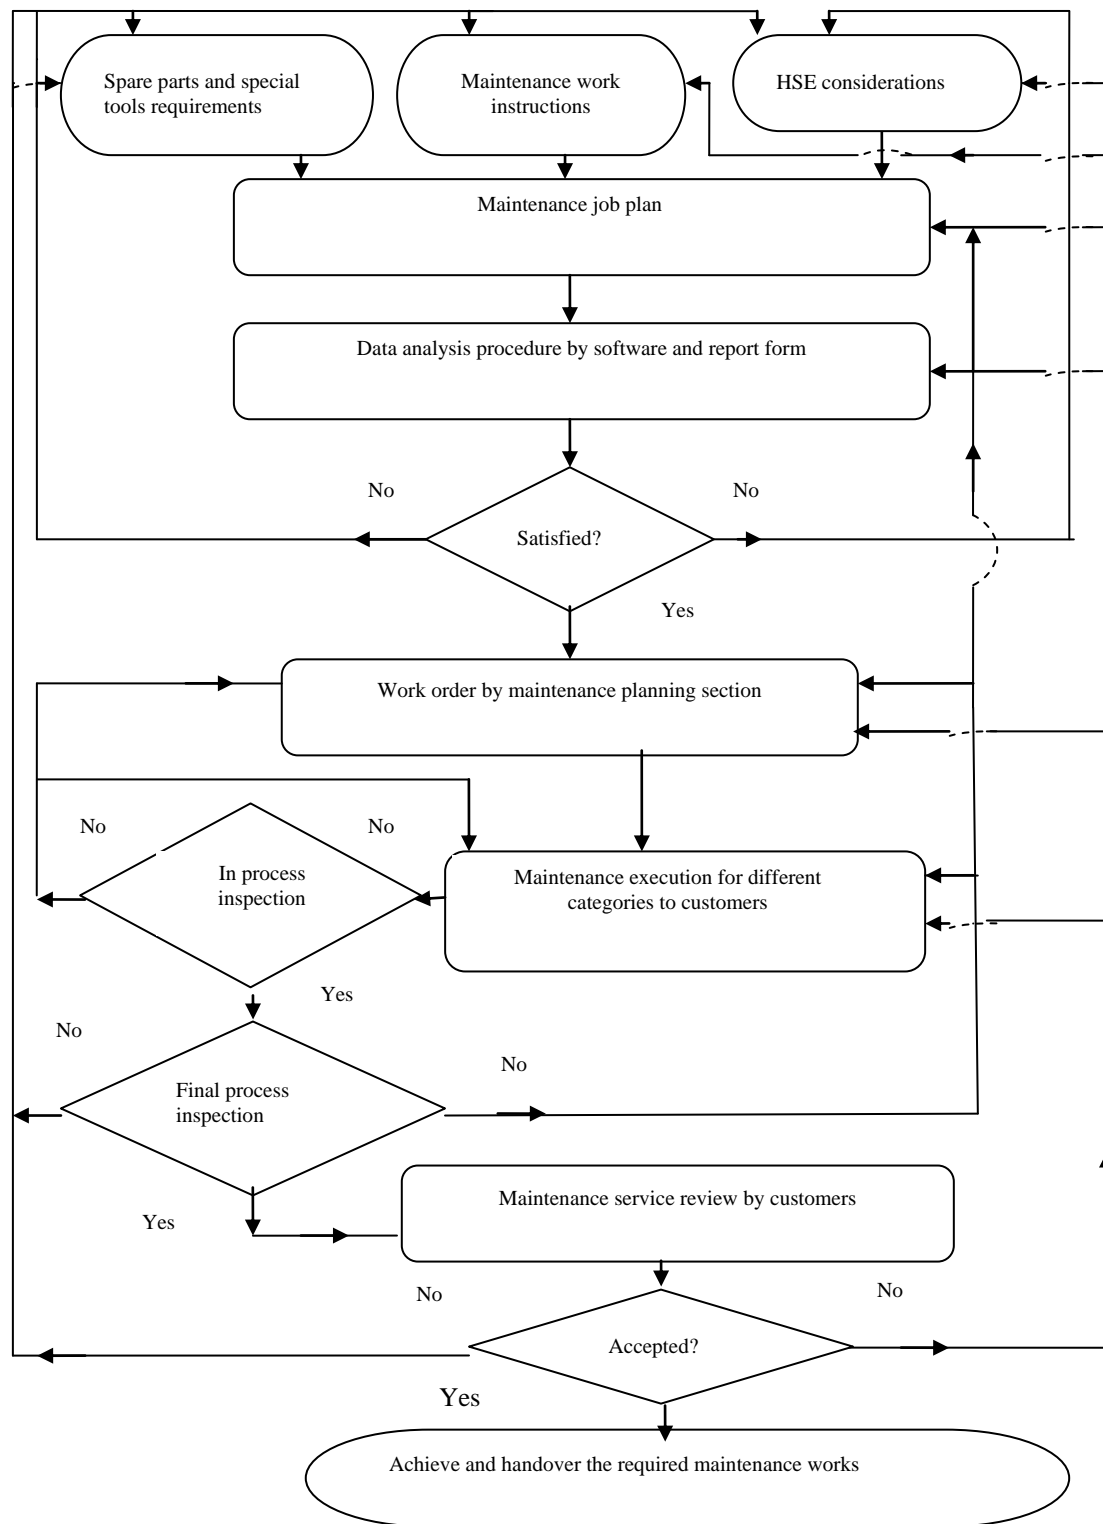 Spare parts and special
tools requirements
Maintenance work
instructions
HSE considerations
Maintenance job plan
Data analysis procedure by software and report form
No
No
Satisfied?
Yes
Work order by maintenance planning section
No
No
In process
inspection
Maintenance execution for different
categories to customers
Yes
No
No
Final process
inspection
Maintenance service review by customers
Yes
No
No
Accepted?
Yes
Achieve and handover the required maintenance works